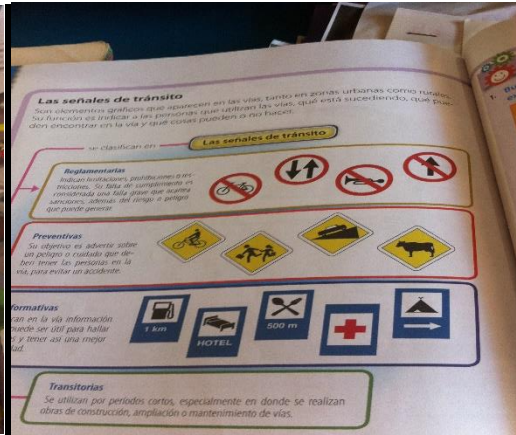 Las señales de tránsito
Son elementos gráficos que aparecen en las vías, tanto en zonas urbanas como rurales.
Su función es indicar a las personas que utilizan las vías, qué está sucediendo, qué pue-
den encontrar en la vía y qué cosas pueden o no hacer.
se clasifican en
Las señales de tránsito
Reglamentarias
Indican limitaciones, prohibiciones o res-
tricciones. Su falta de cumplimiento es
considerada una falta grave que acarrea
sanciones, además del riesgo o peligro
que puede generar.
Preventivas
Su objetivo es advertir sobre
un peligro o cuidado que de-
ben tener las personas en la
vía, para evitar un accidente.
formativas
ran en la vía información
puede ser útil para hallar
s y tener así una mejor
dad.
1 km
HOTEL
500 m
Transitorias
Se utilizan por períodos cortos, especialmente en donde se realizan
obras de construcción, ampliación o mantenimiento de vías.
1.